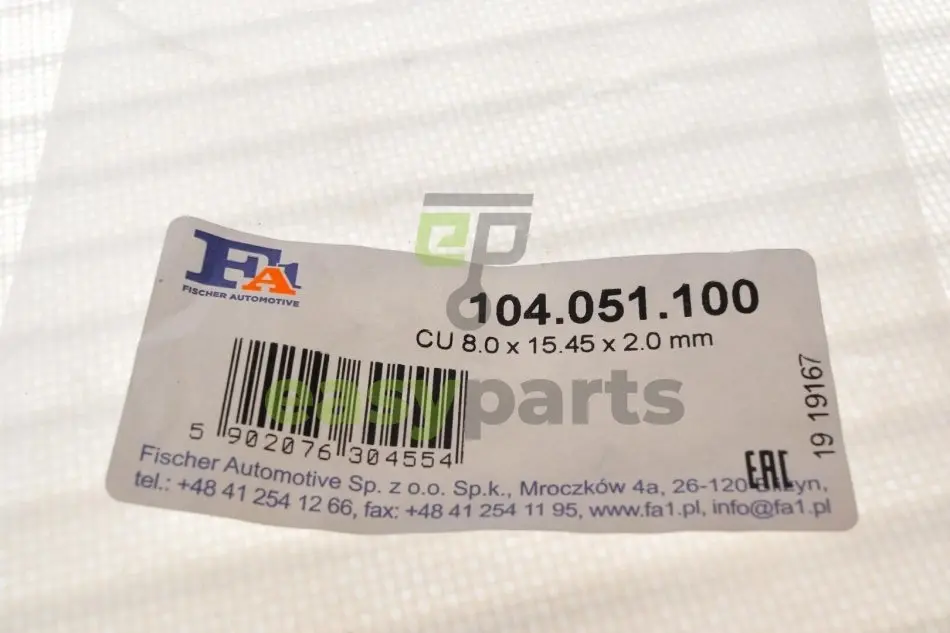 ep
FA1
FISCHER AUTOMOTIVE
104.051.100
CU 8.0 x 15.45 x 2.0 mm
easyparts
5 902076 304554
19 19167
EAC
Fischer Automotive Sp. z o.o. Sp.k., Mroczków 4a, 26-120 Bliżyn,
tel.: +48 41 254 12 66, fax: +48 41 254 11 95, www.fa1.pl, info@fa1.pl